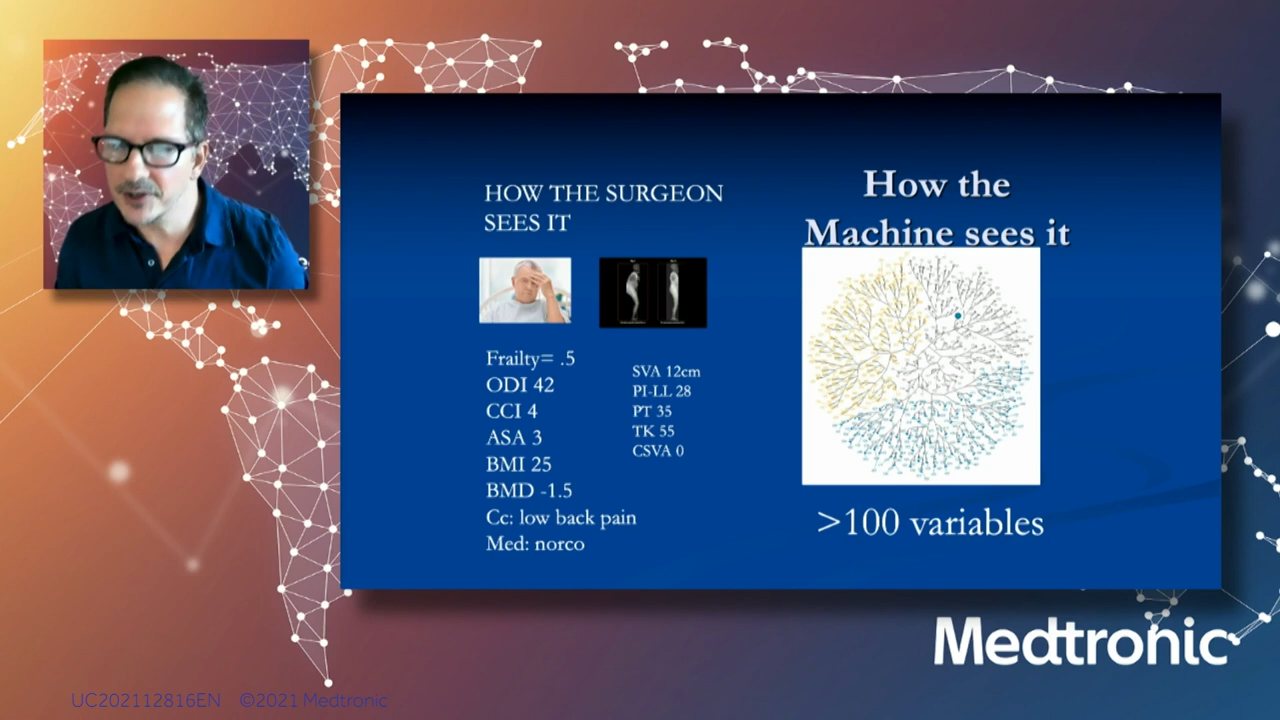 HOW THE SURGEON
SEES IT
Frailty= .5
ODI 42
CCI 4
ASA 3
BMI 25
BMD -1.5
Cc: low back pain
Med: norco
SVA 12cm
PI-LL 28
PT 35
TK 55
CSVA 0
How the
Machine sees it
>100 variables
Medtronic
UC202112816EN ©2021 Medtronic